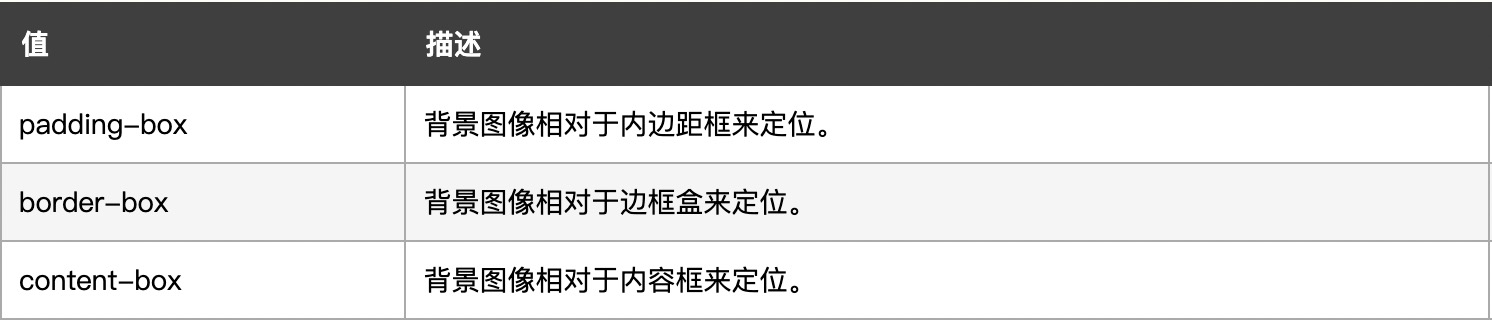 值 描述
padding-box 背景图像相对于内边距框来定位。
border-box 背景图像相对于边框盒来定位。
content-box 背景图像相对于内容框来定位。